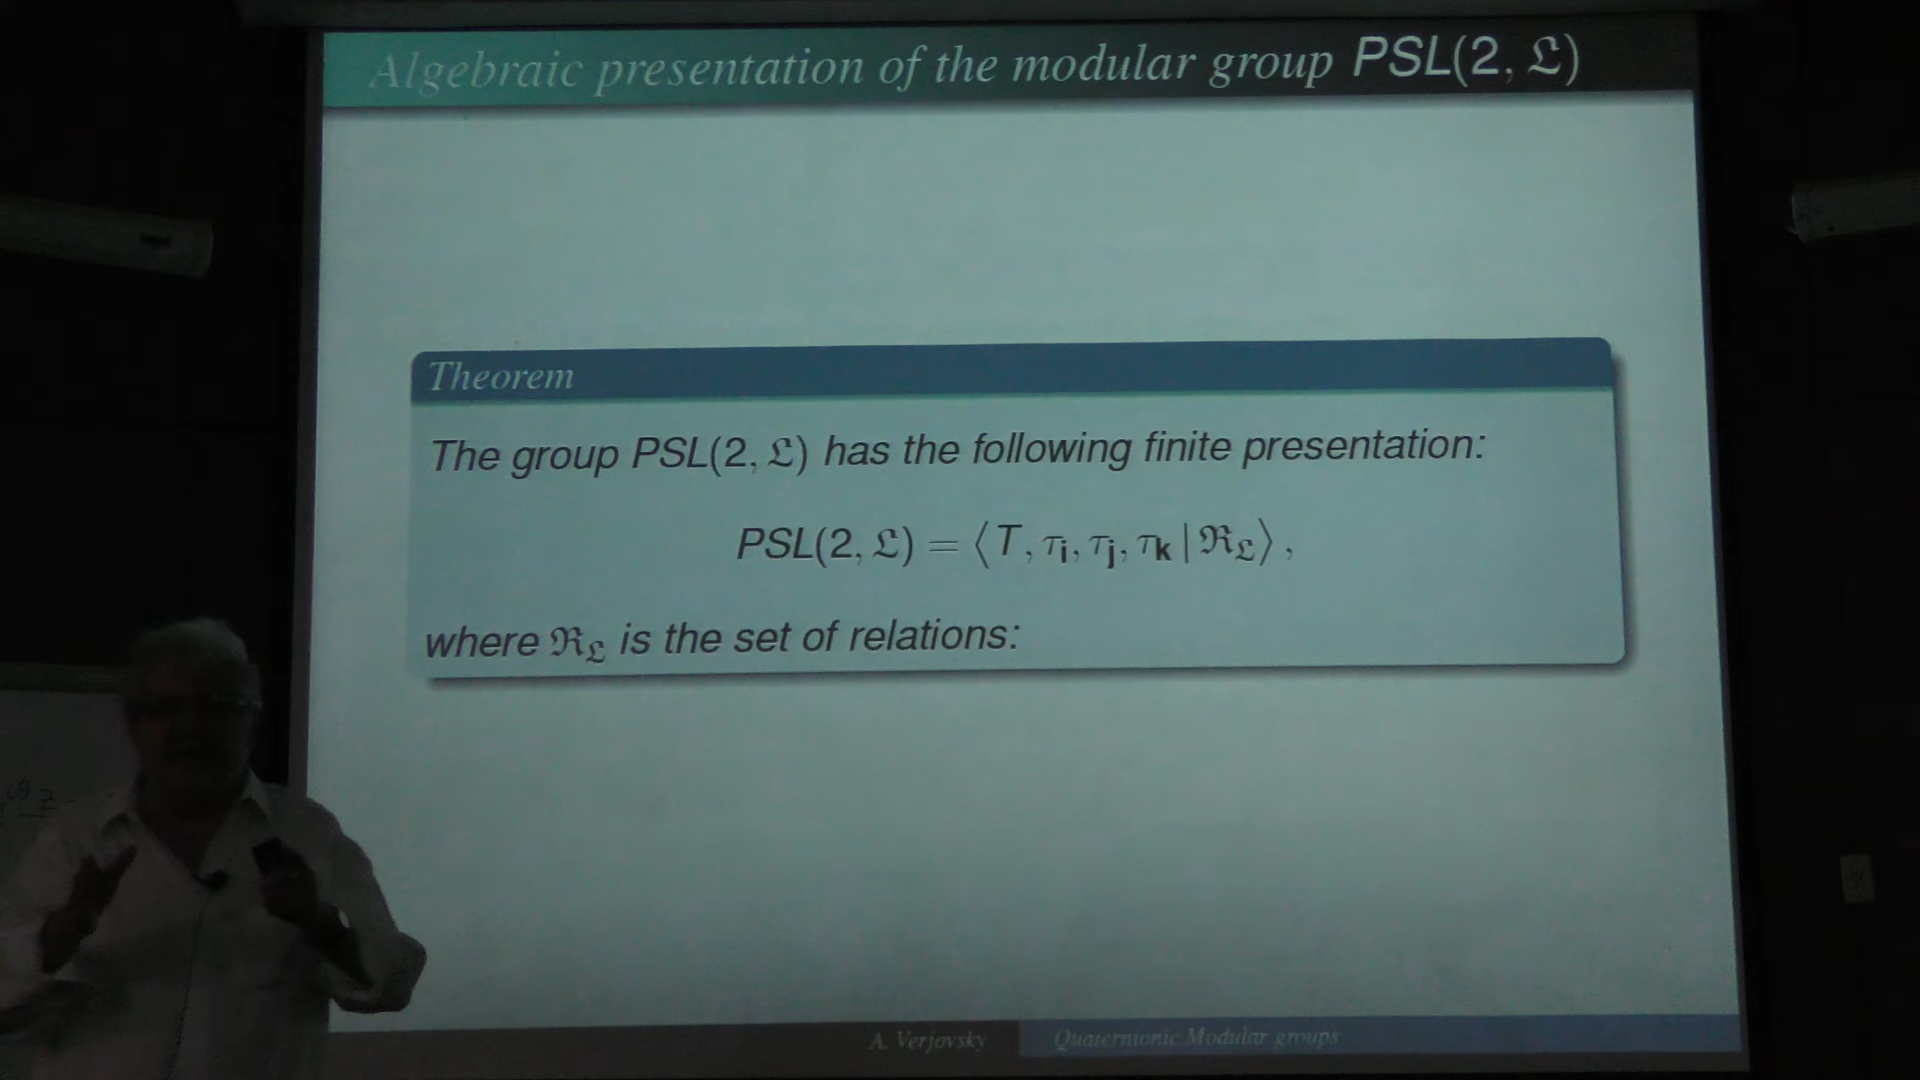 Algebraic presentation of the modular group PSL(2, 𝔏)
Theorem
The group PSL(2, 𝔏) has the following finite presentation:
PSL(2, 𝔏) = ⟨T, τ𝐢, τ𝐣, τ𝐤 | ℜ𝔏⟩,
where ℜ𝔏 is the set of relations:
A. Verjovsky
Quaternionic Modular groups